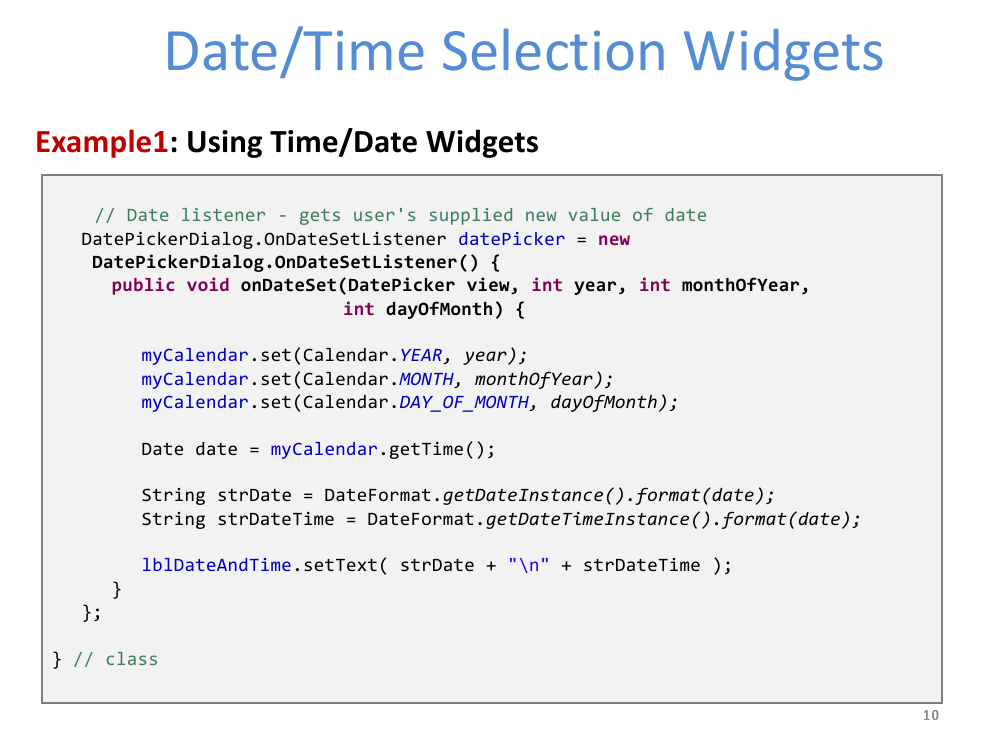 Date/Time Selection Widgets
Example1: Using Time/Date Widgets
// Date listener - gets user's supplied new value of date
DatePickerDialog.OnDateSetListener datePicker = new
DatePickerDialog.OnDateSetListener() {
public void onDateSet(DatePicker view, int year, int monthOfYear,
int dayOfMonth) {
myCalendar.set(Calendar.YEAR, year);
myCalendar.set(Calendar.MONTH, monthOfYear);
myCalendar.set(Calendar.DAY_OF_MONTH, dayOfMonth);
Date date = myCalendar.getTime();
String strDate = DateFormat.getDateInstance().format(date);
String strDateTime = DateFormat.getDateTimeInstance().format(date);
lblDateAndTime.setText( strDate + "\n" + strDateTime );
}
};
} // class
10